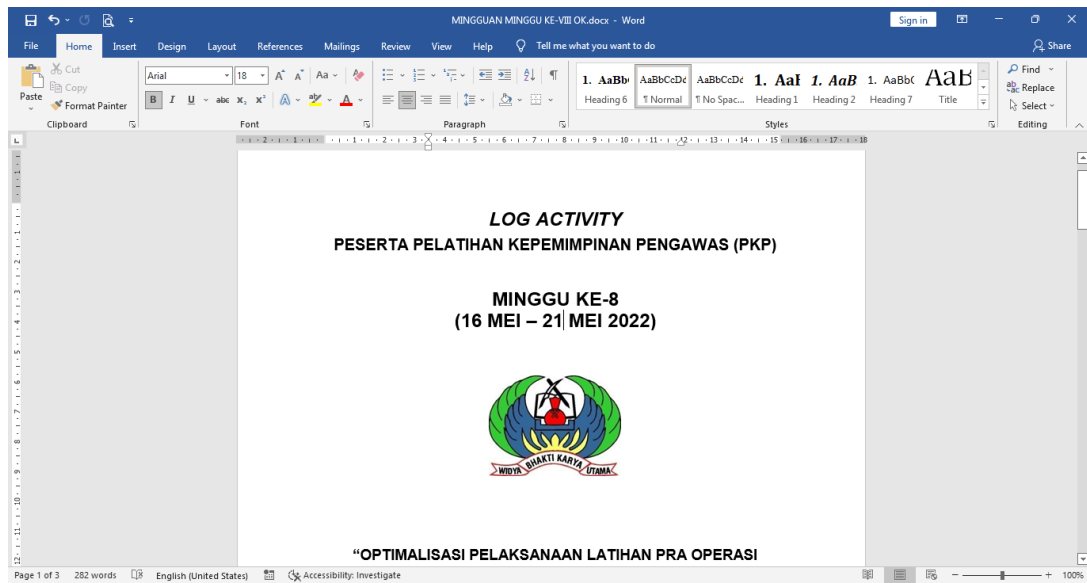 MINGGUAN MINGGU KE-VIII OK.docx - Word
Sign in
File Home Insert Design Layout References Mailings Review View Help Tell me what you want to do Share
Paste
Cut
Copy
Format Painter
Clipboard
Arial 18
Font
Paragraph
1. AaBb AaBbCcDd AaBbCcDd 1. AaI 1. AaB 1. AaBbC AaB
Heading 6 ¶ Normal ¶ No Spac... Heading 1 Heading 2 Heading 7 Title
Styles
Find
Replace
Select
Editing
LOG ACTIVITY
PESERTA PELATIHAN KEPEMIMPINAN PENGAWAS (PKP)
MINGGU KE-8
(16 MEI – 21 MEI 2022)
WIDYA BHAKTI KARYA UTAMA
“OPTIMALISASI PELAKSANAAN LATIHAN PRA OPERASI
Page 1 of 3 282 words English (United States) Accessibility: Investigate 100%